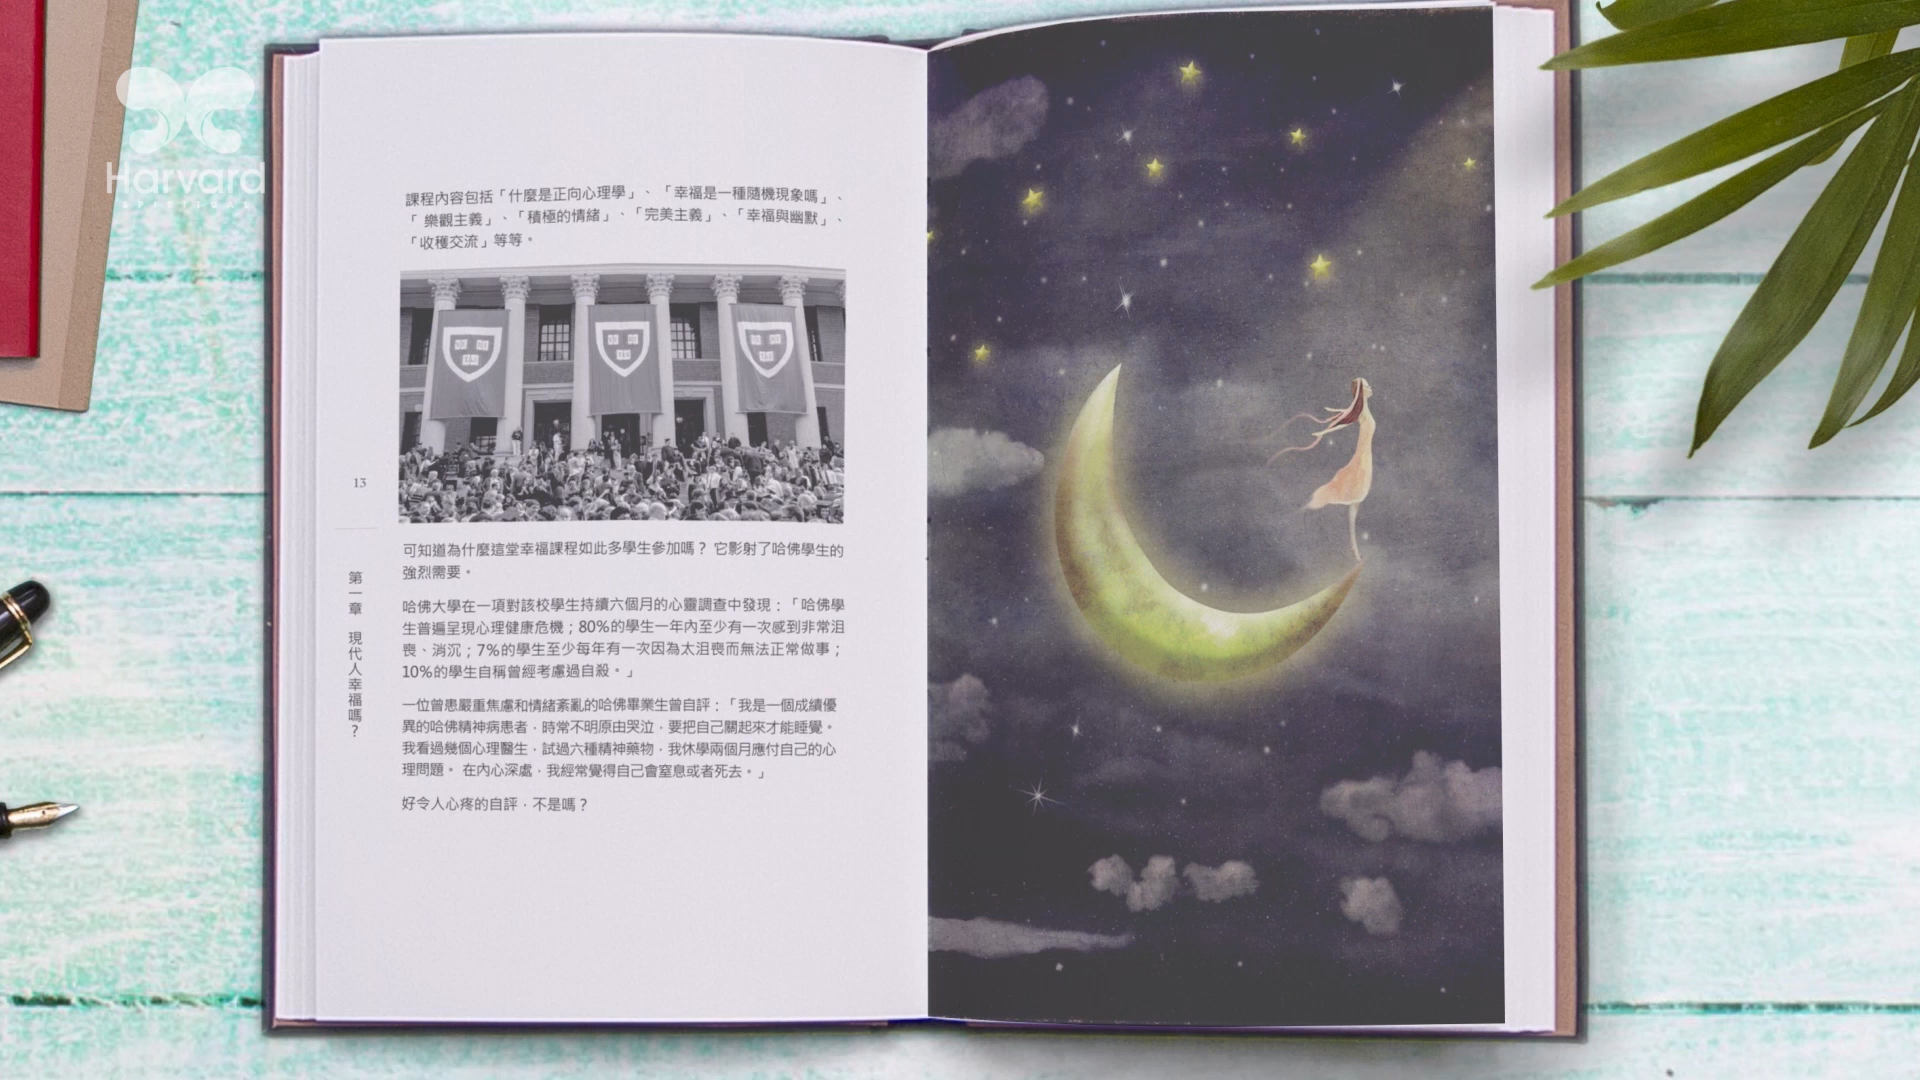 Harvard
SPIRITUAL
課程內容包括「什麼是正向心理學」、「幸福是一種隨機現象嗎」、
「 樂觀主義」、「積極的情緒」、「完美主義」、「幸福與幽默」、
「收穫交流」等等。
13
第一章 現代人幸福嗎？
可知道為什麼這堂幸福課程如此多學生參加嗎？ 它影射了哈佛學生的
強烈需要。
哈佛大學在一項對該校學生持續六個月的心靈調查中發現：「哈佛學
生普遍呈現心理健康危機；80%的學生一年內至少有一次感到非常沮
喪、消沉；7%的學生至少每年有一次因為太沮喪而無法正常做事；
10%的學生自稱曾經考慮過自殺。」
一位曾患嚴重焦慮和情緒紊亂的哈佛畢業生曾自評：「我是一個成績優
異的哈佛精神病患者，時常不明原由哭泣，要把自己關起來才能睡覺。
我看過幾個心理醫生，試過六種精神藥物，我休學兩個月應付自己的心
理問題。 在內心深處，我經常覺得自己會窒息或者死去。」
好令人心疼的自評，不是嗎？